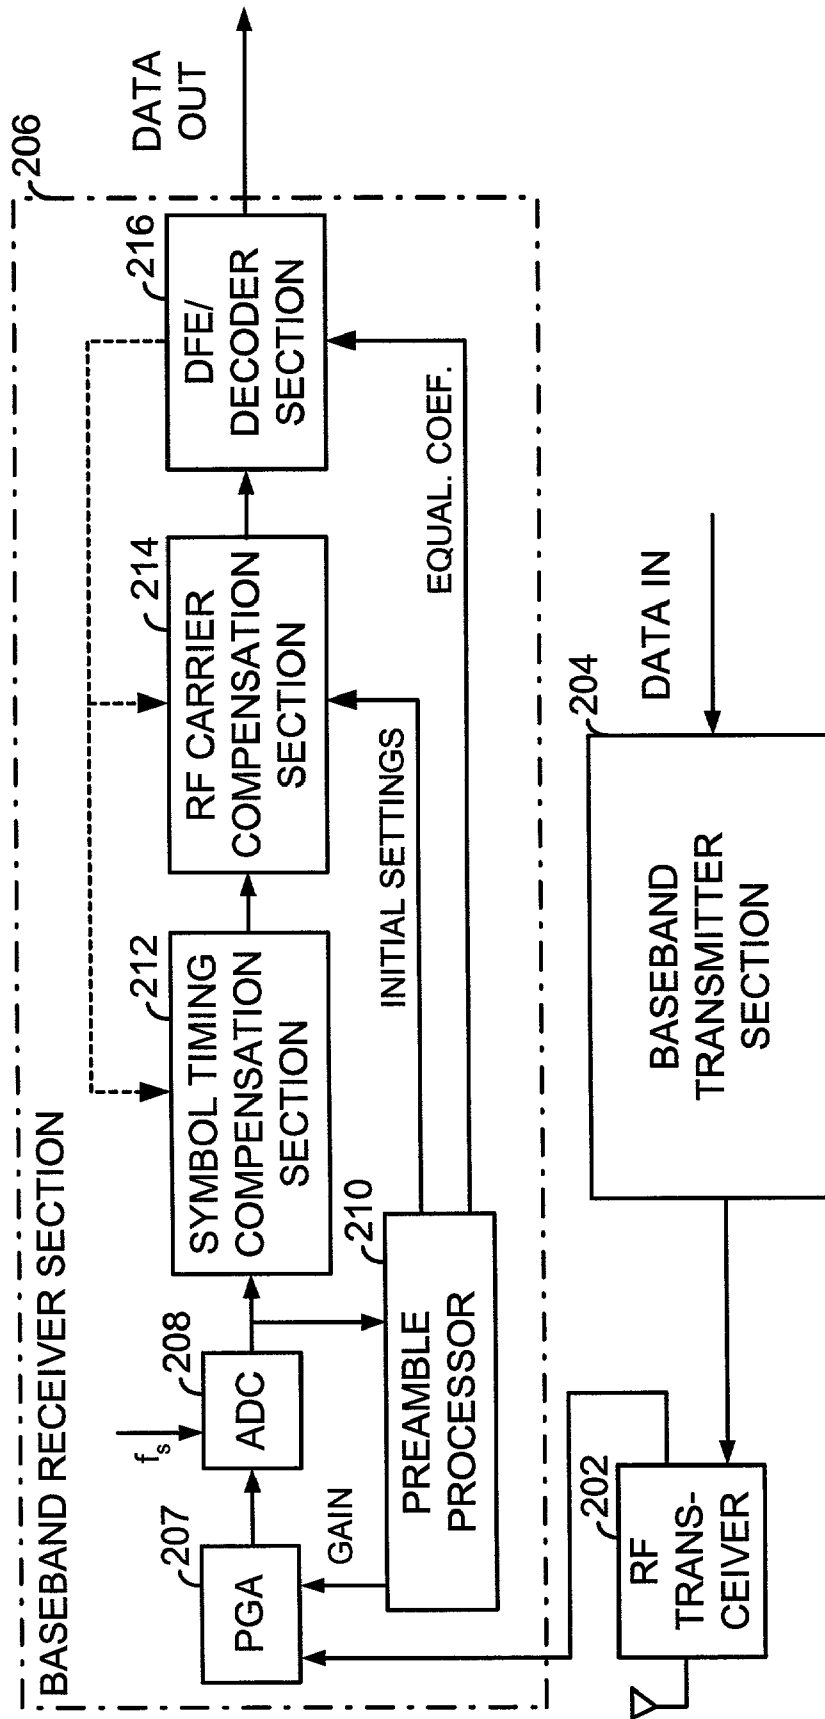 BASEBAND RECEIVER SECTION
206
207
PGA
GAIN
fs
208
ADC
210
PREAMBLE
PROCESSOR
212
SYMBOL TIMING
COMPENSATION
SECTION
INITIAL SETTINGS
214
RF CARRIER
COMPENSATION
SECTION
EQUAL. COEF.
216
DFE/
DECODER
SECTION
DATA
OUT
202
RF
TRANS-
CEIVER
204
BASEBAND
TRANSMITTER
SECTION
DATA IN